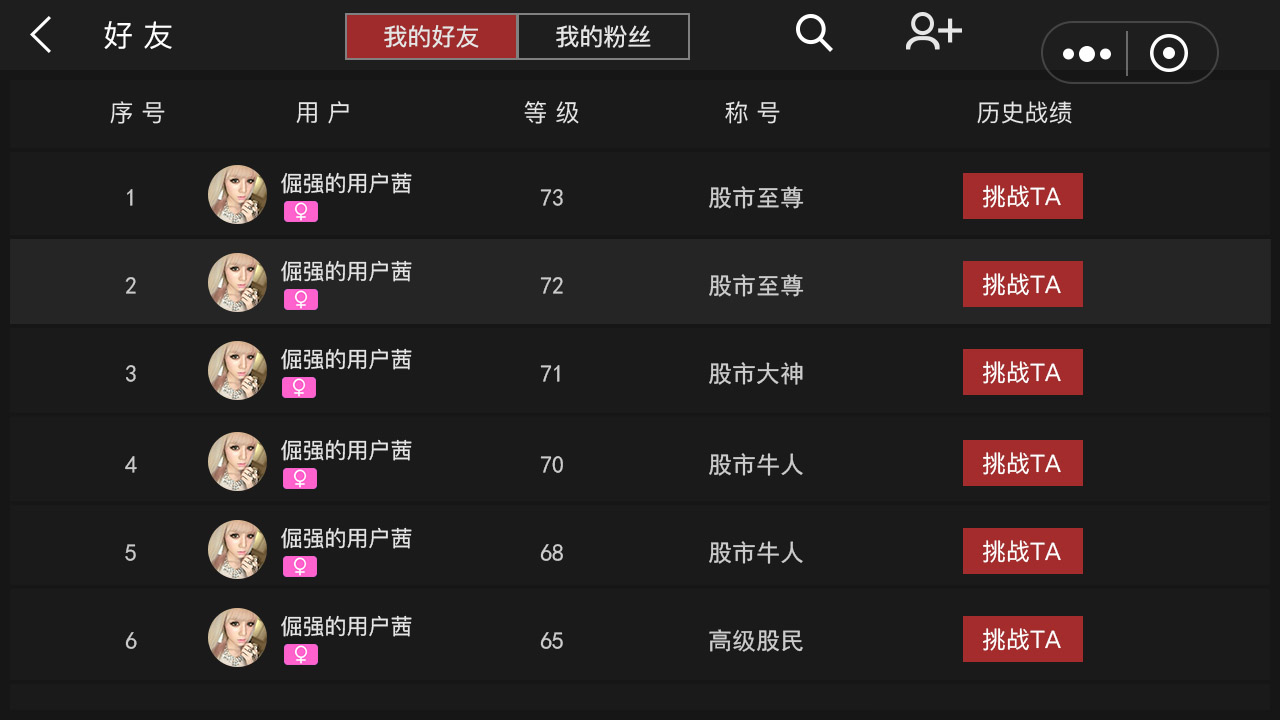 好友 我的好友 我的粉丝
序号 用户 等级 称号 历史战绩
1 倔强的用户茜 73 股市至尊 挑战TA
2 倔强的用户茜 72 股市至尊 挑战TA
3 倔强的用户茜 71 股市大神 挑战TA
4 倔强的用户茜 70 股市牛人 挑战TA
5 倔强的用户茜 68 股市牛人 挑战TA
6 倔强的用户茜 65 高级股民 挑战TA